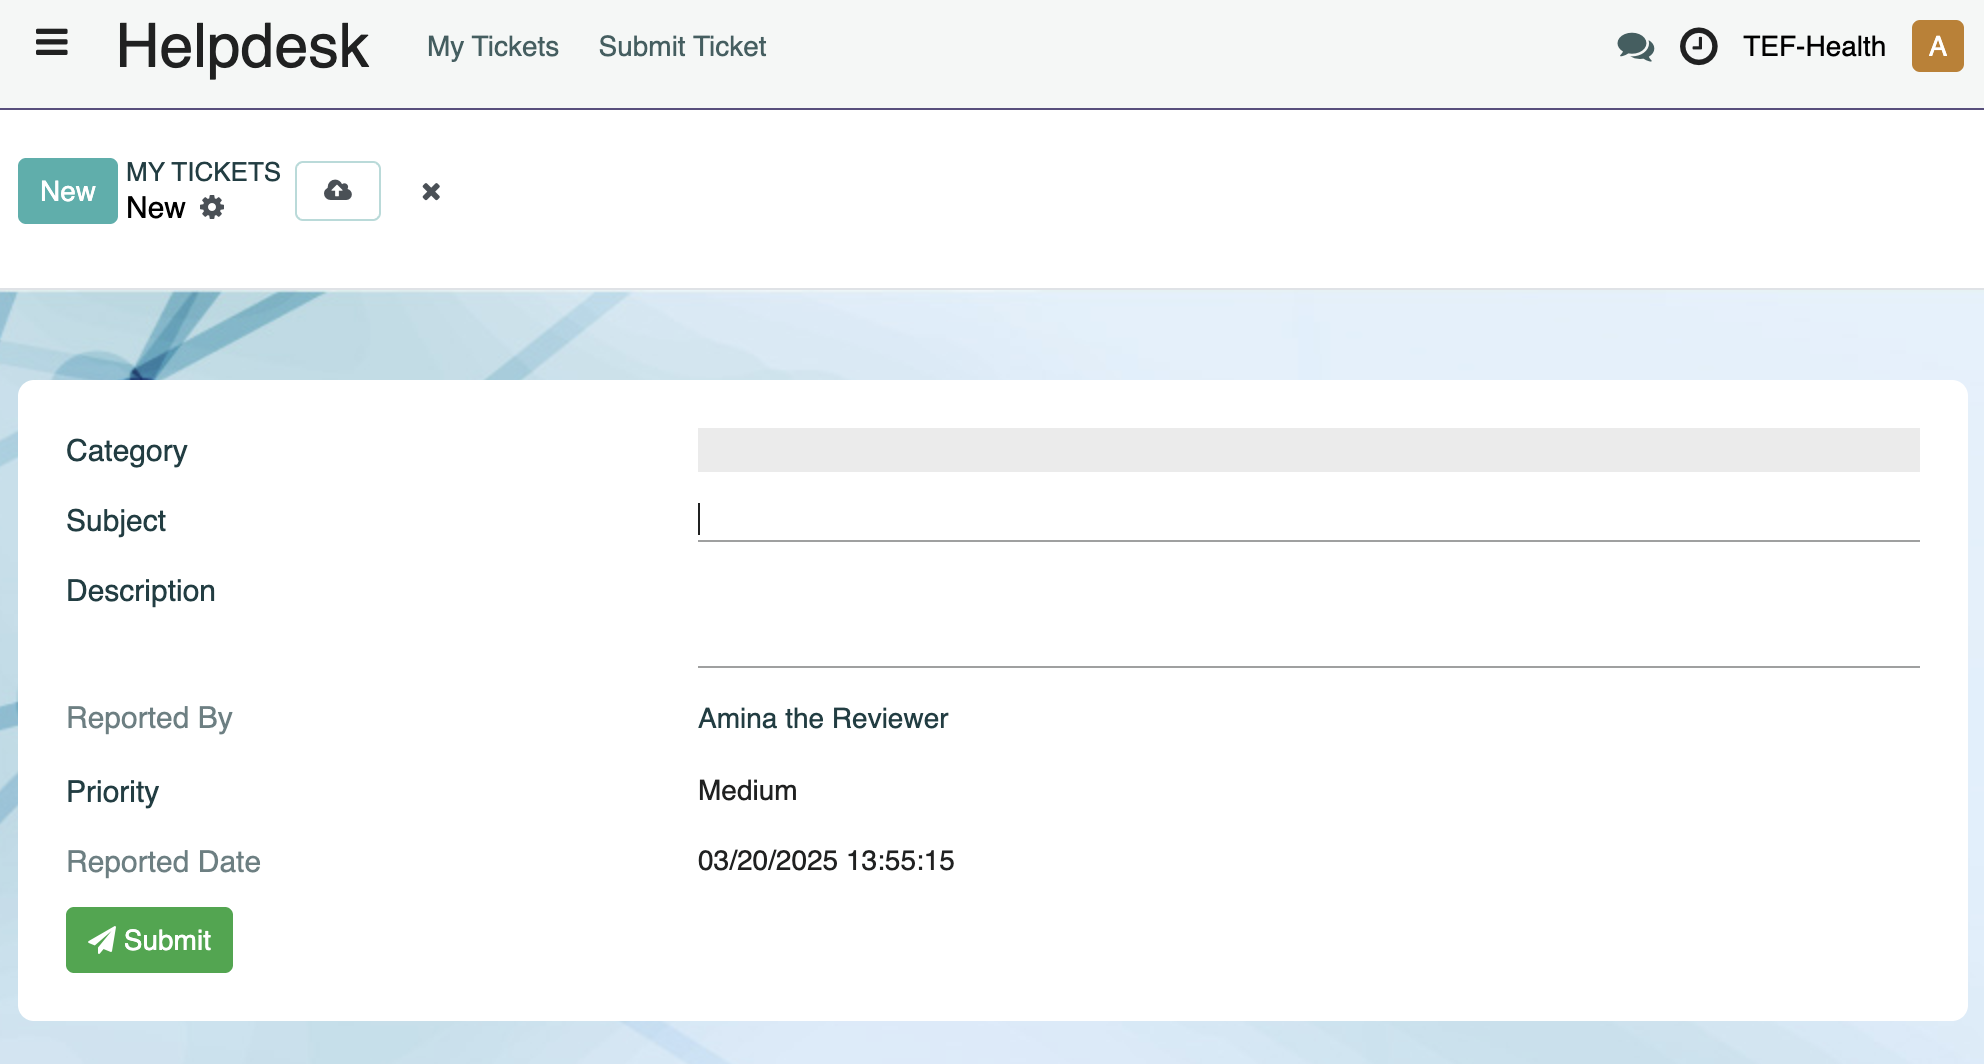 Helpdesk My Tickets Submit Ticket TEF-Health A
New
MY TICKETS
New
Category
Subject
Description
Reported By Amina the Reviewer
Priority Medium
Reported Date 03/20/2025 13:55:15
Submit